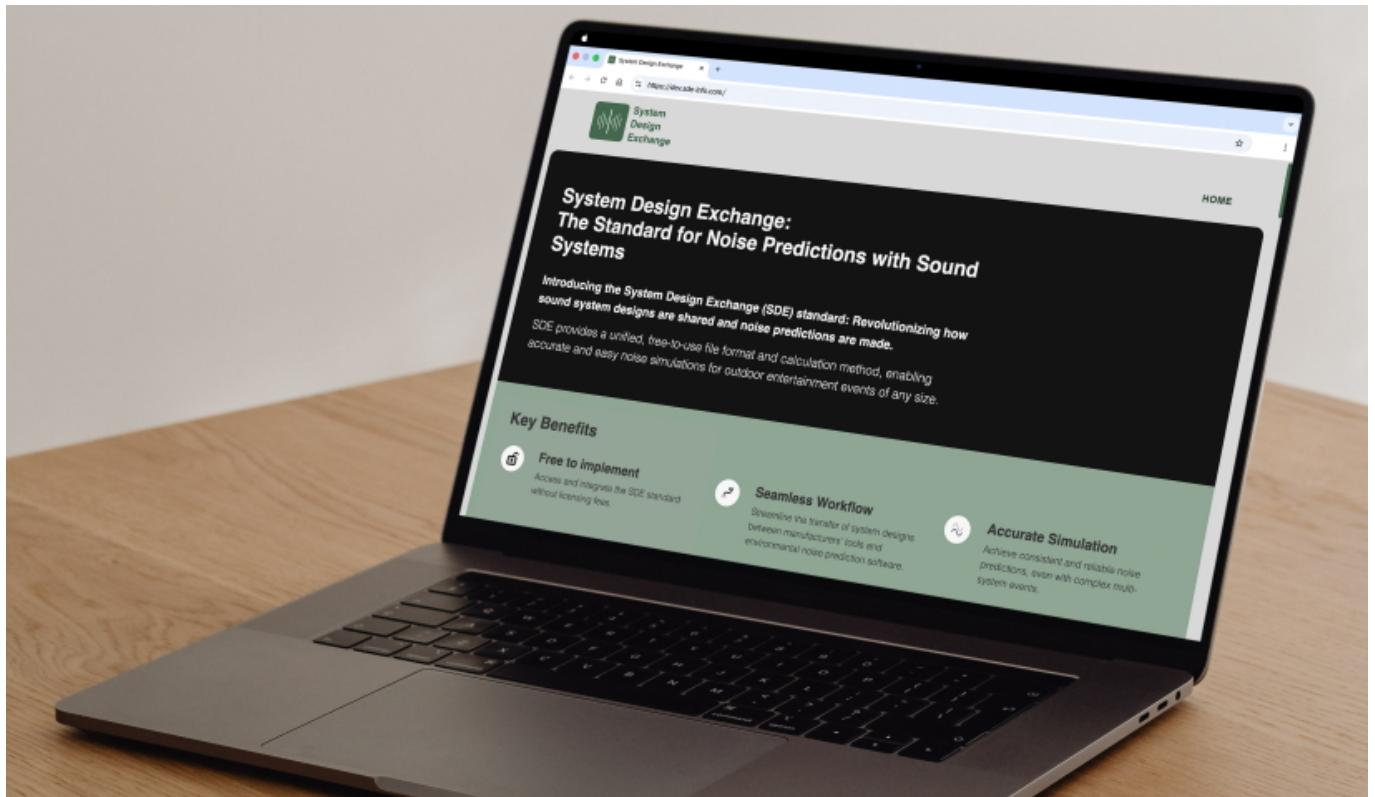 System Design Exchange
System
Design
Exchange
HOME
System Design Exchange:
The Standard for Noise Predictions with Sound
Systems
Introducing the System Design Exchange (SDE) standard: Revolutionizing how
sound system designs are shared and noise predictions are made.
SDE provides a unified, free-to-use file format and calculation method, enabling
accurate and easy noise simulations for outdoor entertainment events of any size.
Key Benefits
Free to implement
Access and integrate the SDE standard
without licensing fees.
Seamless Workflow
Streamline the transfer of system designs
between manufacturers' tools and
environmental noise prediction software.
Accurate Simulation
Achieve consistent and reliable noise
predictions, even with complex multi-
system events.